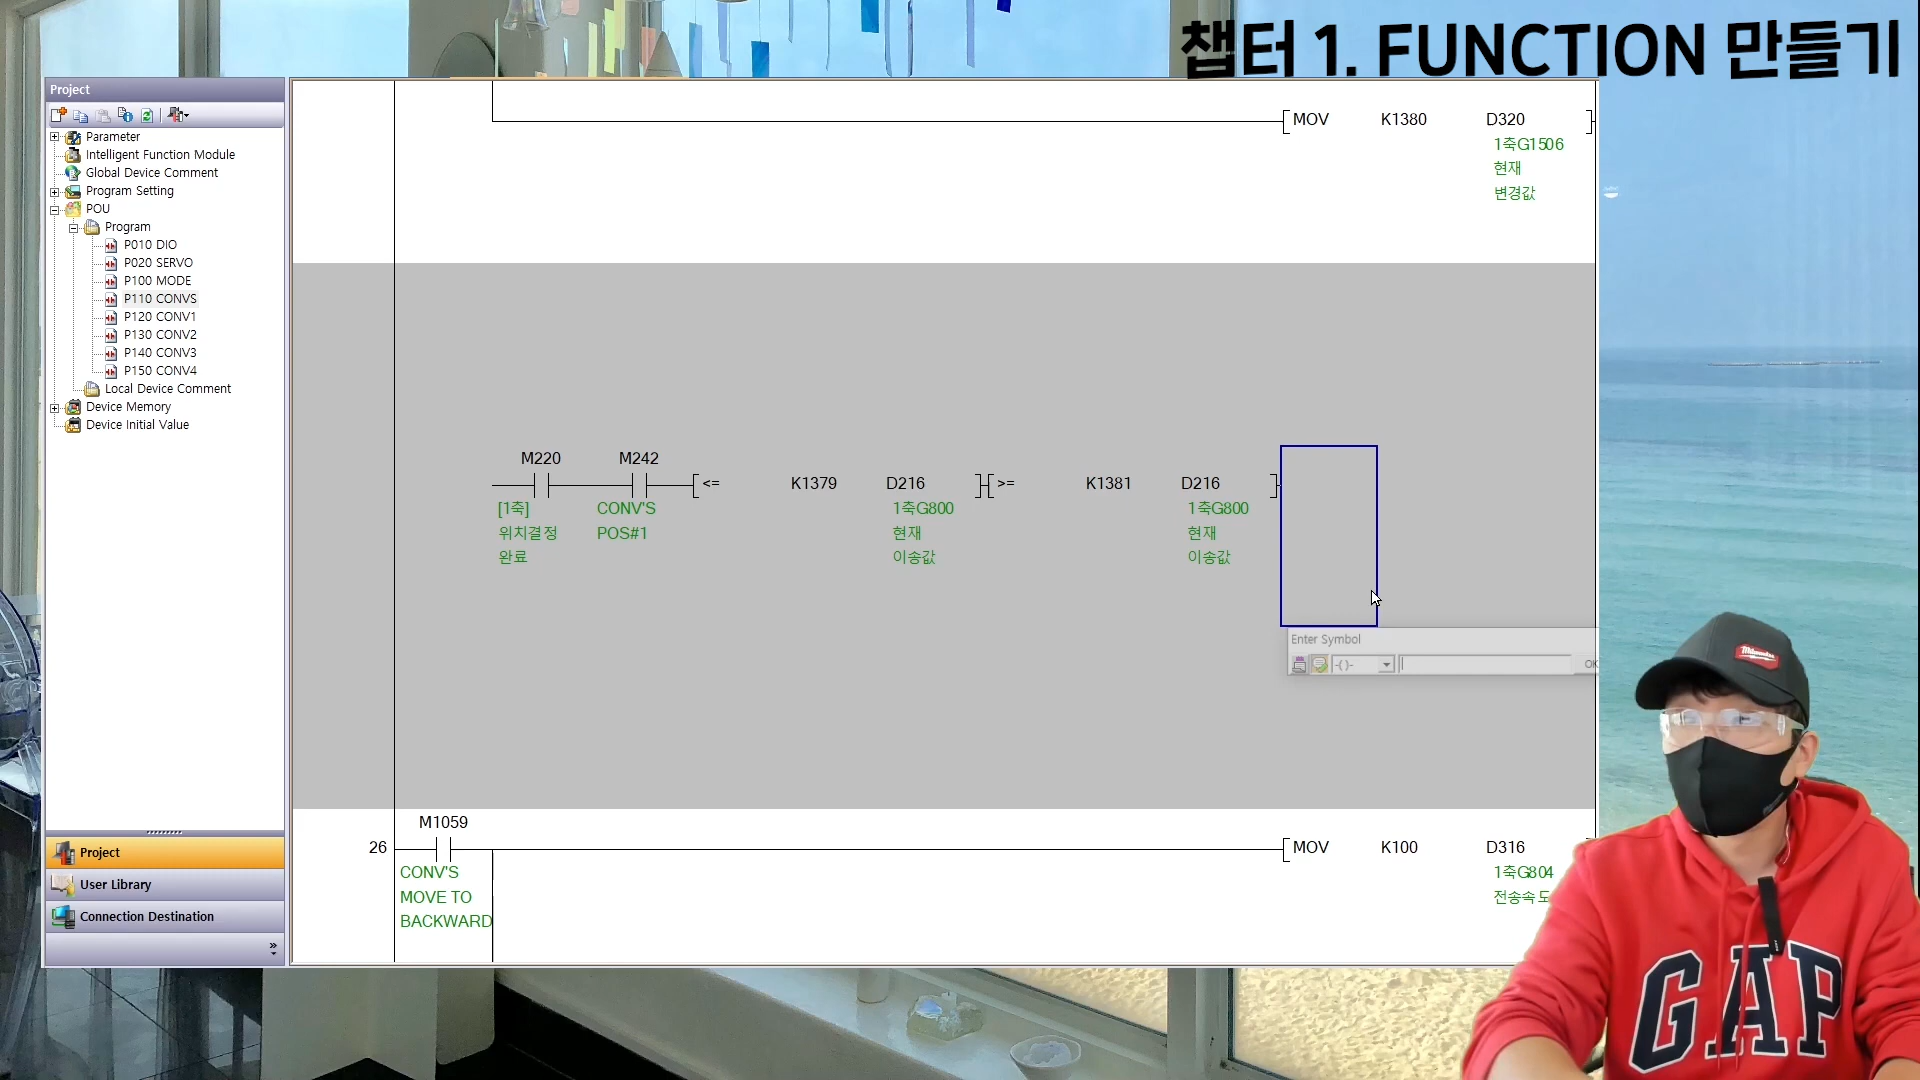 챕터 1. FUNCTION 만들기
Project
Parameter
Intelligent Function Module
Global Device Comment
Program Setting
POU
Program
P010 DIO
P020 SERVO
P100 MODE
P110 CONVS
P120 CONV1
P130 CONV2
P140 CONV3
P150 CONV4
Local Device Comment
Device Memory
Device Initial Value
Project
User Library
Connection Destination
MOV K1380 D320
1축G1506
현재
변경값
M220 M242
<= K1379 D216 >= K1381 D216
[1축] CONV'S 1축G800 1축G800
위치결정 POS#1 현재 현재
완료 이송값 이송값
Enter Symbol
-( )- OK
M1059
26 MOV K100 D316
CONV'S 1축G804
MOVE TO 전송속도
BACKWARD
Milwaukee
GAP